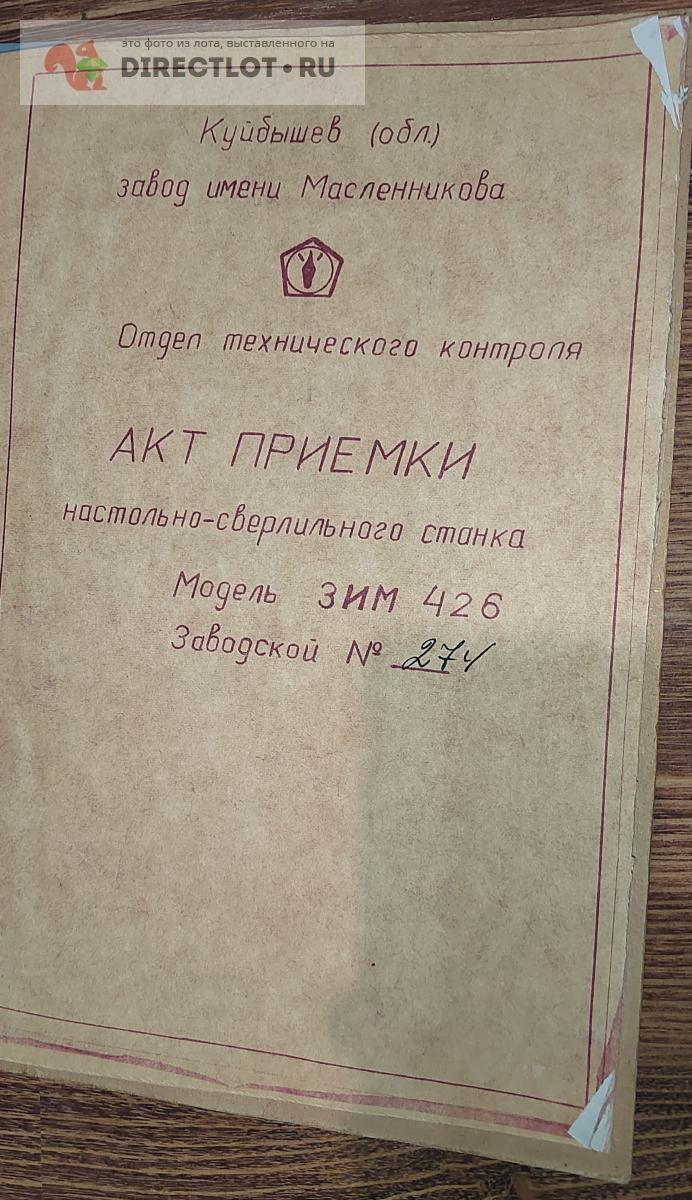 это фото из лота, выставленного на
DIRECTLOT•RU
Куйбышев (обл.)
завод имени Масленникова
Отдел технического контроля
АКТ ПРИЕМКИ
настольно-сверлильного станка
Модель ЗИМ 426
Заводской № 274